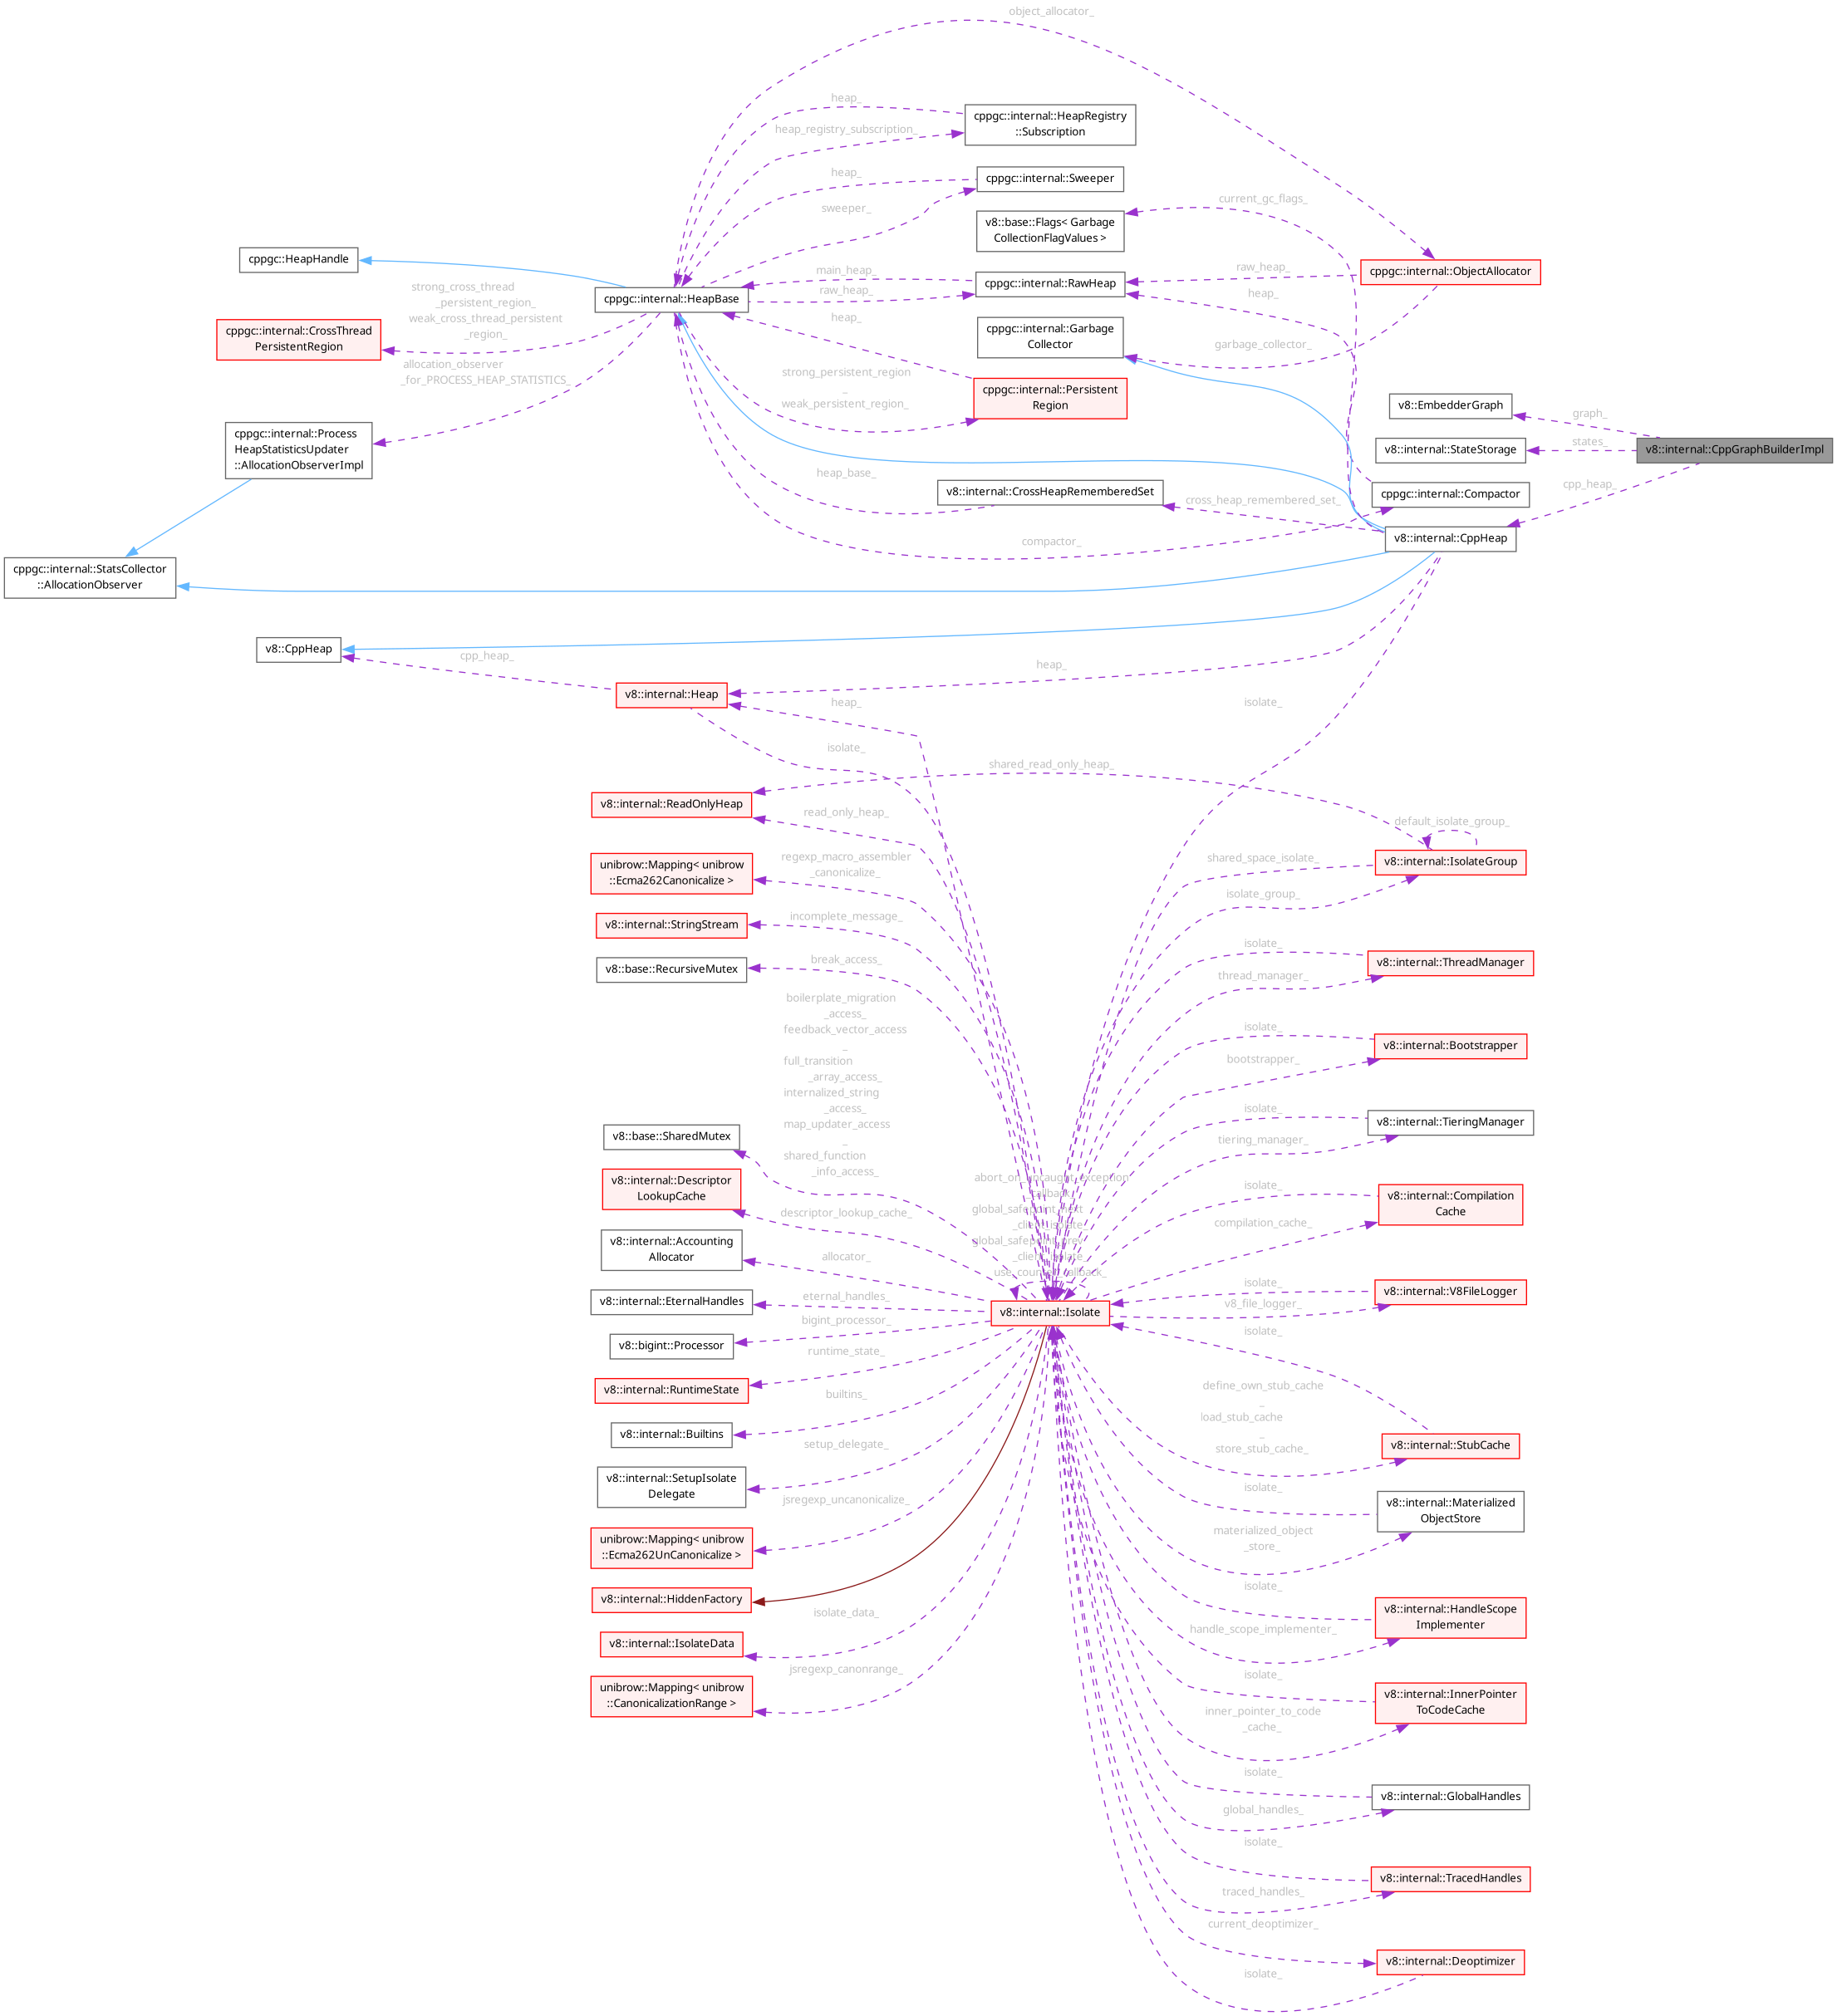 object_allocator_
heap_
cppgc::internal::HeapRegistry
::Subscription
heap_registry_subscription_
heap_
cppgc::internal::Sweeper
sweeper_
current_gc_flags_
v8::base::Flags< Garbage
CollectionFlagValues >
cppgc::HeapHandle
main_heap_
raw_heap_
cppgc::internal::ObjectAllocator
cppgc::internal::RawHeap
strong_cross_thread
_persistent_region_
weak_cross_thread_persistent
_region_
cppgc::internal::HeapBase
raw_heap_
heap_
cppgc::internal::CrossThread
PersistentRegion
heap_
cppgc::internal::Garbage
Collector
garbage_collector_
allocation_observer
_for_PROCESS_HEAP_STATISTICS_
strong_persistent_region
_
weak_persistent_region_
cppgc::internal::Persistent
Region
v8::EmbedderGraph
graph_
cppgc::internal::Process
HeapStatisticsUpdater
::AllocationObserverImpl
v8::internal::StateStorage
states_
v8::internal::CppGraphBuilderImpl
heap_base_
v8::internal::CrossHeapRememberedSet
cross_heap_remembered_set_
cppgc::internal::Compactor
cpp_heap_
compactor_
v8::internal::CppHeap
cppgc::internal::StatsCollector
::AllocationObserver
v8::CppHeap
cpp_heap_
heap_
v8::internal::Heap
heap_
isolate_
isolate_
shared_read_only_heap_
v8::internal::ReadOnlyHeap
read_only_heap_
default_isolate_group_
unibrow::Mapping< unibrow
::Ecma262Canonicalize >
regexp_macro_assembler
_canonicalize_
shared_space_isolate_
v8::internal::IsolateGroup
isolate_group_
v8::internal::StringStream
incomplete_message_
isolate_
v8::base::RecursiveMutex
break_access_
v8::internal::ThreadManager
thread_manager_
boilerplate_migration
_access_
feedback_vector_access
_
full_transition
_array_access_
internalized_string
_access_
map_updater_access
_
shared_function
_info_access_
isolate_
v8::internal::Bootstrapper
bootstrapper_
v8::base::SharedMutex
isolate_
v8::internal::TieringManager
tiering_manager_
v8::internal::Descriptor
LookupCache
descriptor_lookup_cache_
abort_on_uncaught_exception
_callback_
global_safepoint_next
_client_isolate_
global_safepoint_prev
_client_isolate_
use_counter_callback_
isolate_
v8::internal::Compilation
Cache
compilation_cache_
v8::internal::Accounting
Allocator
allocator_
v8::internal::EternalHandles
eternal_handles_
v8::internal::Isolate
isolate_
v8::internal::V8FileLogger
v8_file_logger_
v8::bigint::Processor
bigint_processor_
isolate_
v8::internal::RuntimeState
runtime_state_
v8::internal::Builtins
builtins_
define_own_stub_cache
_
load_stub_cache
_
store_stub_cache_
v8::internal::StubCache
v8::internal::SetupIsolate
Delegate
setup_delegate_
isolate_
v8::internal::Materialized
ObjectStore
materialized_object
_store_
unibrow::Mapping< unibrow
::Ecma262UnCanonicalize >
jsregexp_uncanonicalize_
v8::internal::HiddenFactory
isolate_
v8::internal::HandleScope
Implementer
handle_scope_implementer_
v8::internal::IsolateData
isolate_data_
unibrow::Mapping< unibrow
::CanonicalizationRange >
jsregexp_canonrange_
isolate_
v8::internal::InnerPointer
ToCodeCache
inner_pointer_to_code
_cache_
isolate_
v8::internal::GlobalHandles
global_handles_
isolate_
v8::internal::TracedHandles
traced_handles_
current_deoptimizer_
v8::internal::Deoptimizer
isolate_